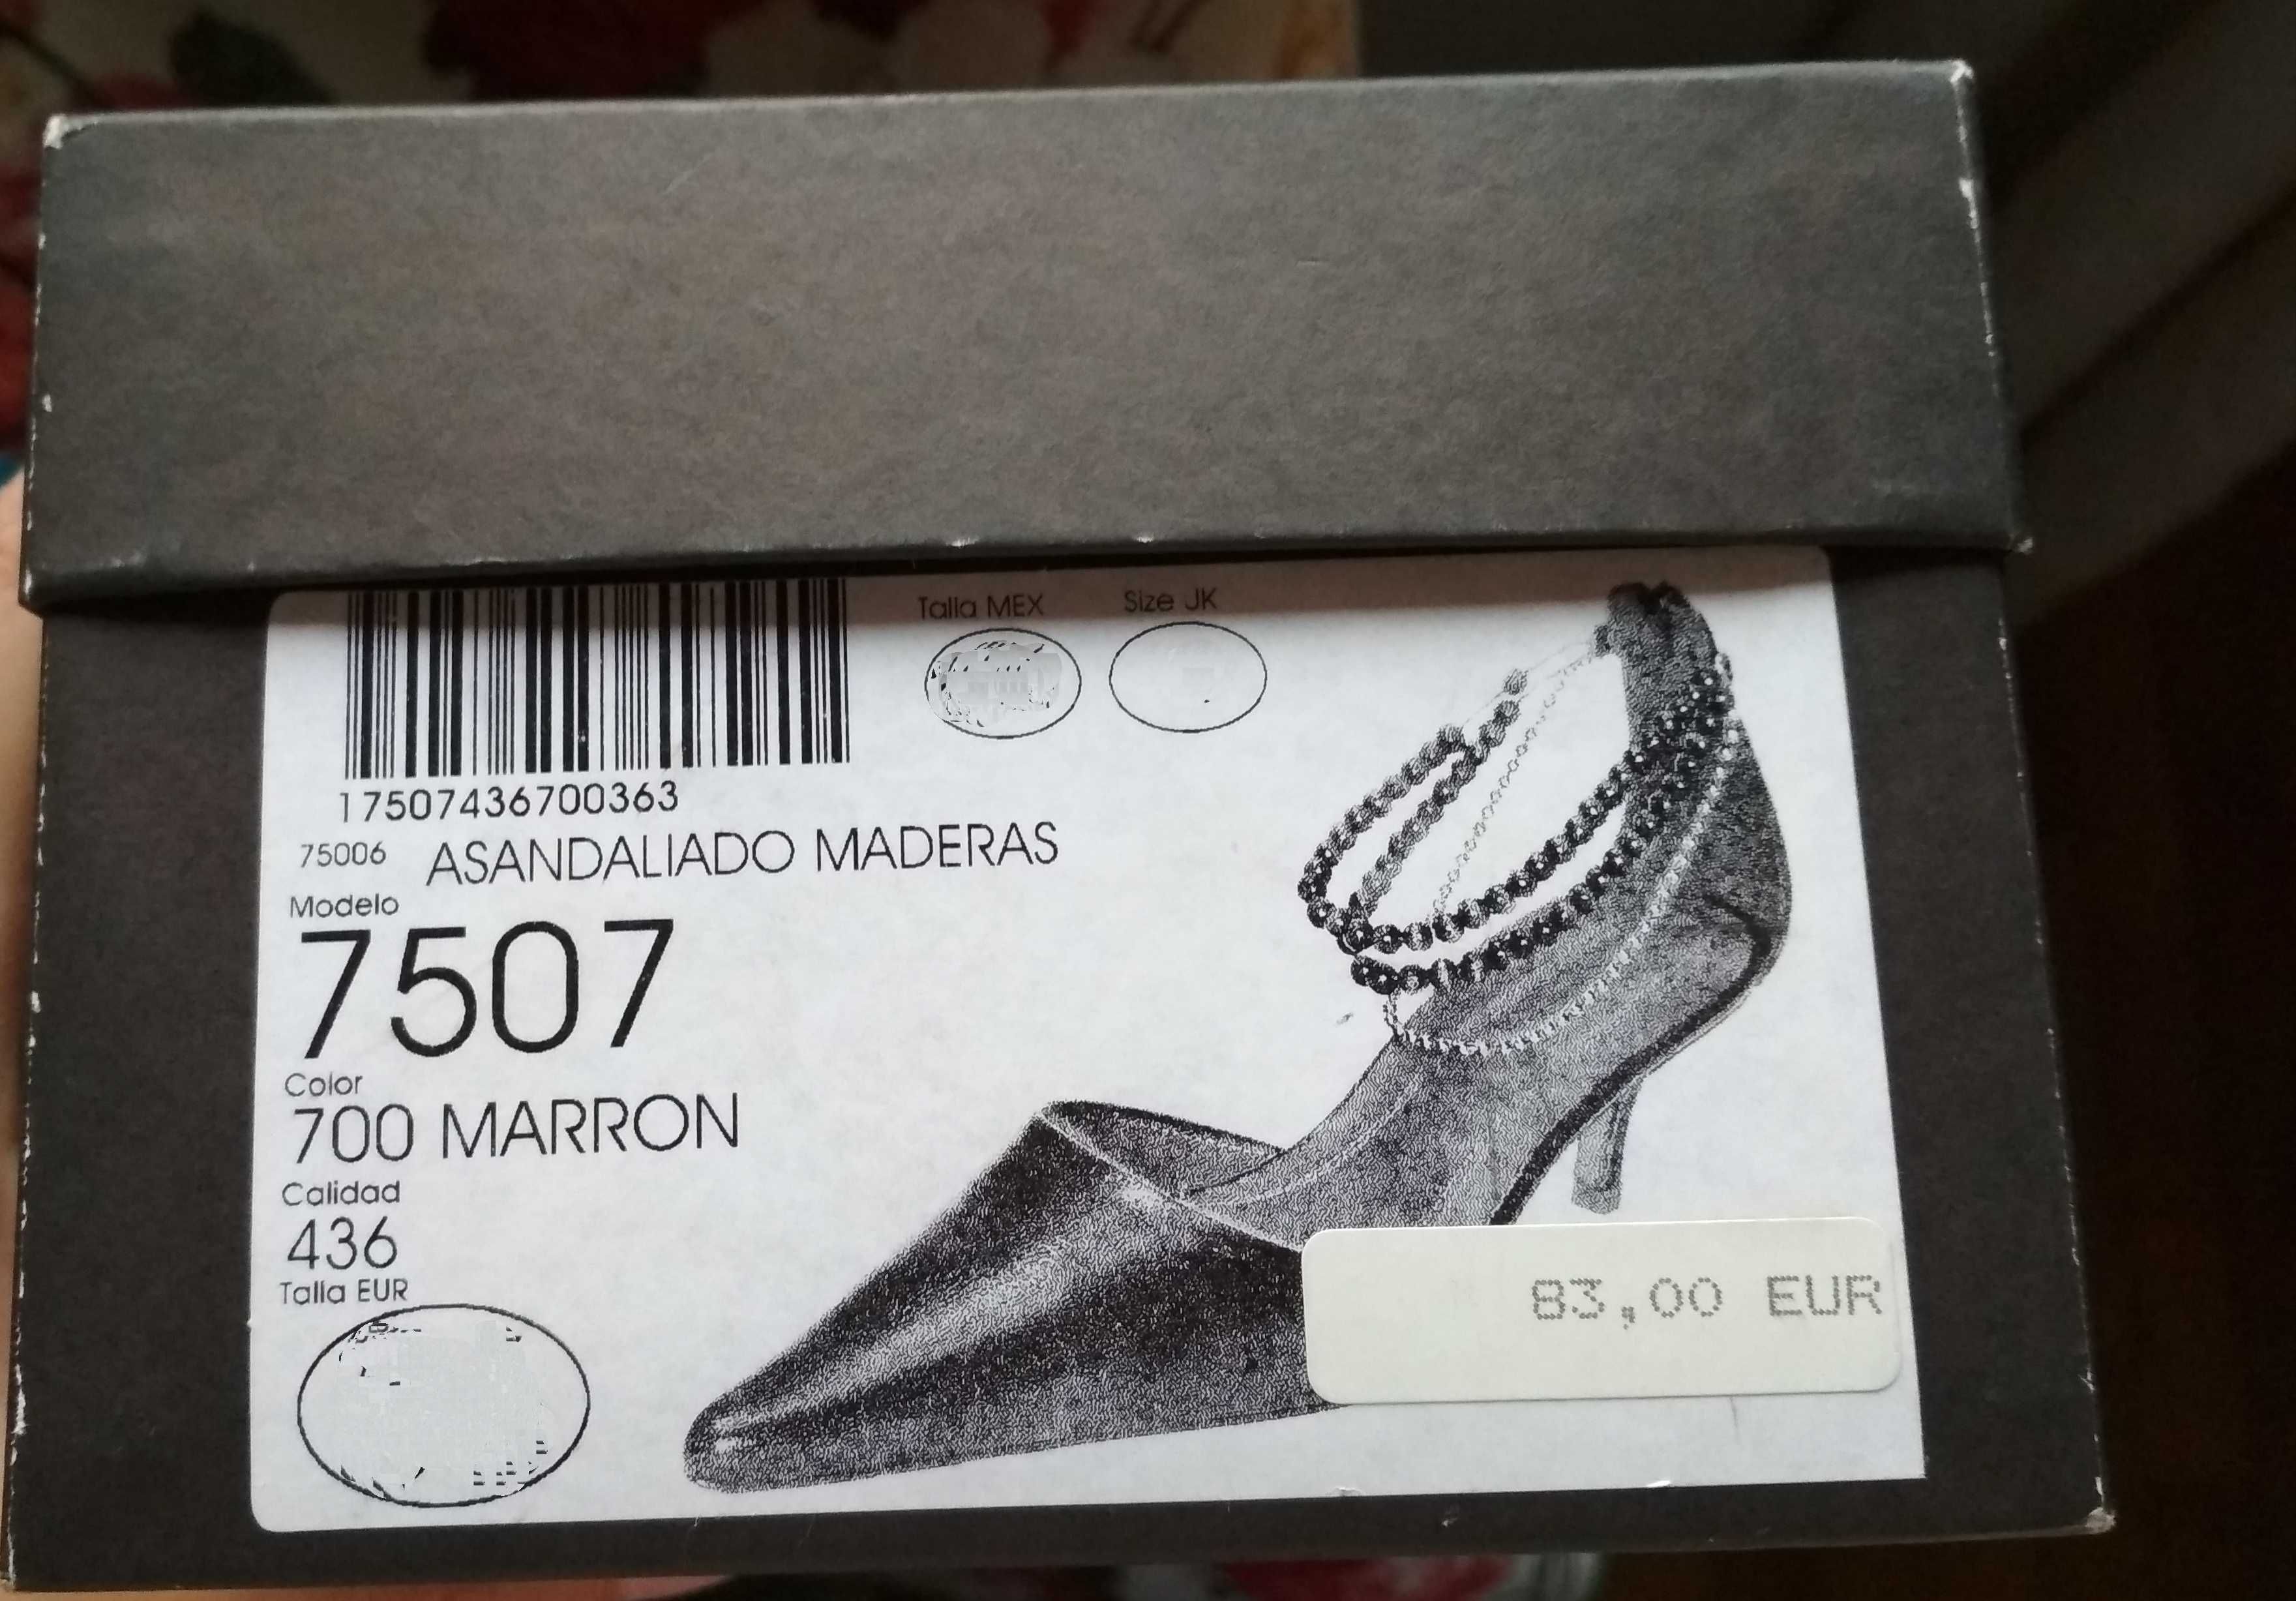 Talla MEX
Size JK
17507436700363
75006 ASANDALIADO MADERAS
Modelo
7507
Color
700 MARRON
Calidad
436
Talla EUR
83,00 EUR